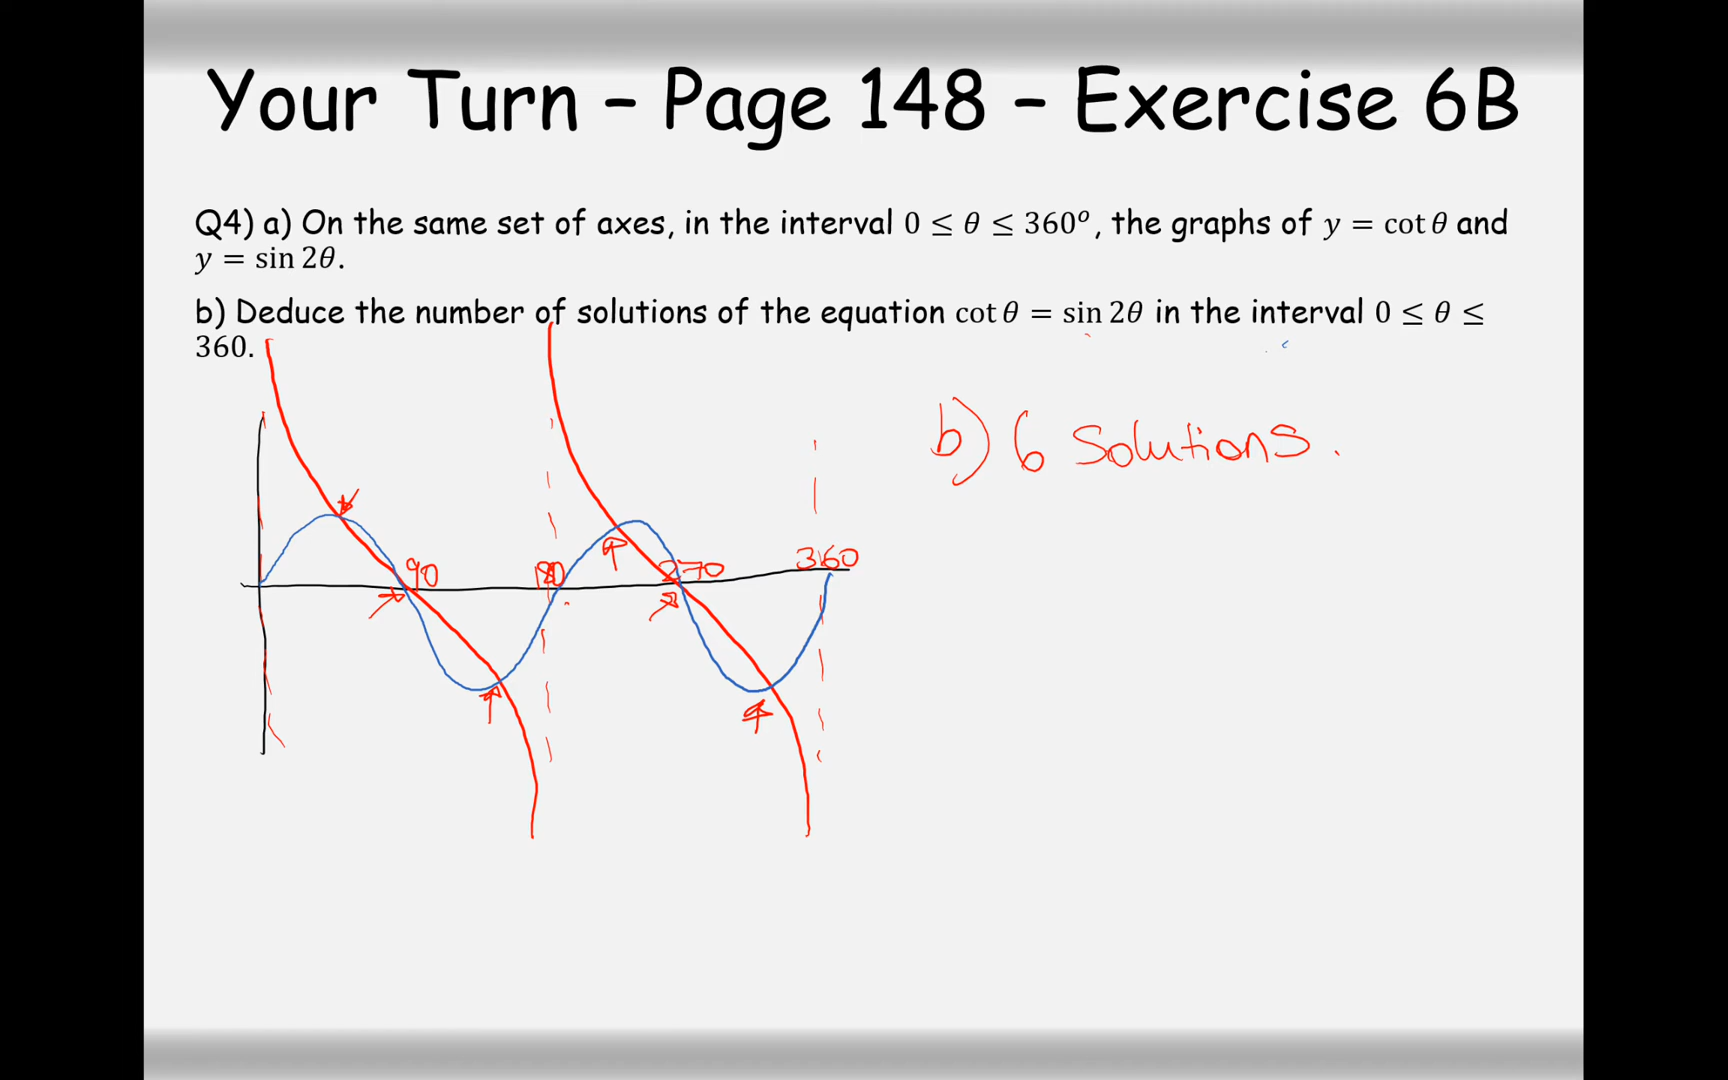 Your Turn – Page 148 – Exercise 6B
Q4) a) On the same set of axes, in the interval 0 ≤ θ ≤ 360°, the graphs of y = cot θ and
y = sin 2θ.
b) Deduce the number of solutions of the equation cot θ = sin 2θ in the interval 0 ≤ θ ≤
360.
b) 6 Solutions.
90 180 270 360